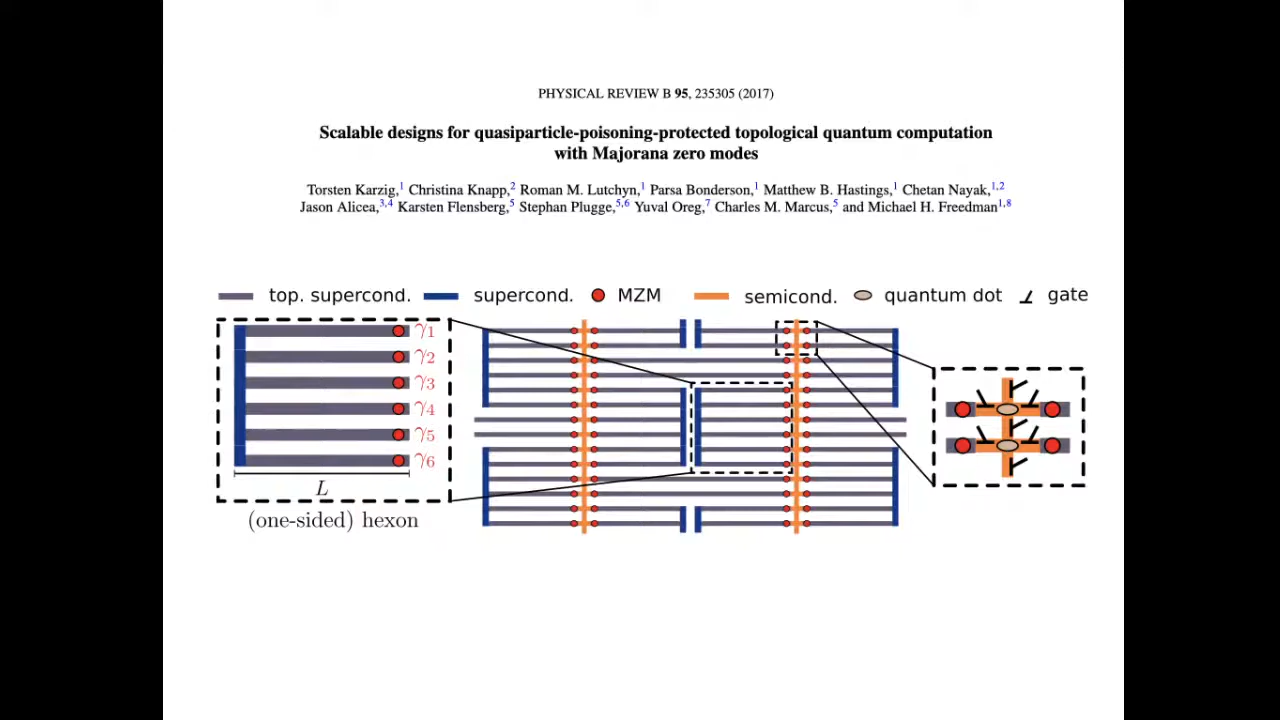 PHYSICAL REVIEW B 95, 235305 (2017)
Scalable designs for quasiparticle-poisoning-protected topological quantum computation
with Majorana zero modes
Torsten Karzig,1 Christina Knapp,2 Roman M. Lutchyn,1 Parsa Bonderson,1 Matthew B. Hastings,1 Chetan Nayak,1,2
Jason Alicea,3,4 Karsten Flensberg,5 Stephan Plugge,5,6 Yuval Oreg,7 Charles M. Marcus,5 and Michael H. Freedman1,8
top. supercond. supercond. MZM semicond. quantum dot gate
γ1
γ2
γ3
γ4
γ5
γ6
L
(one-sided) hexon